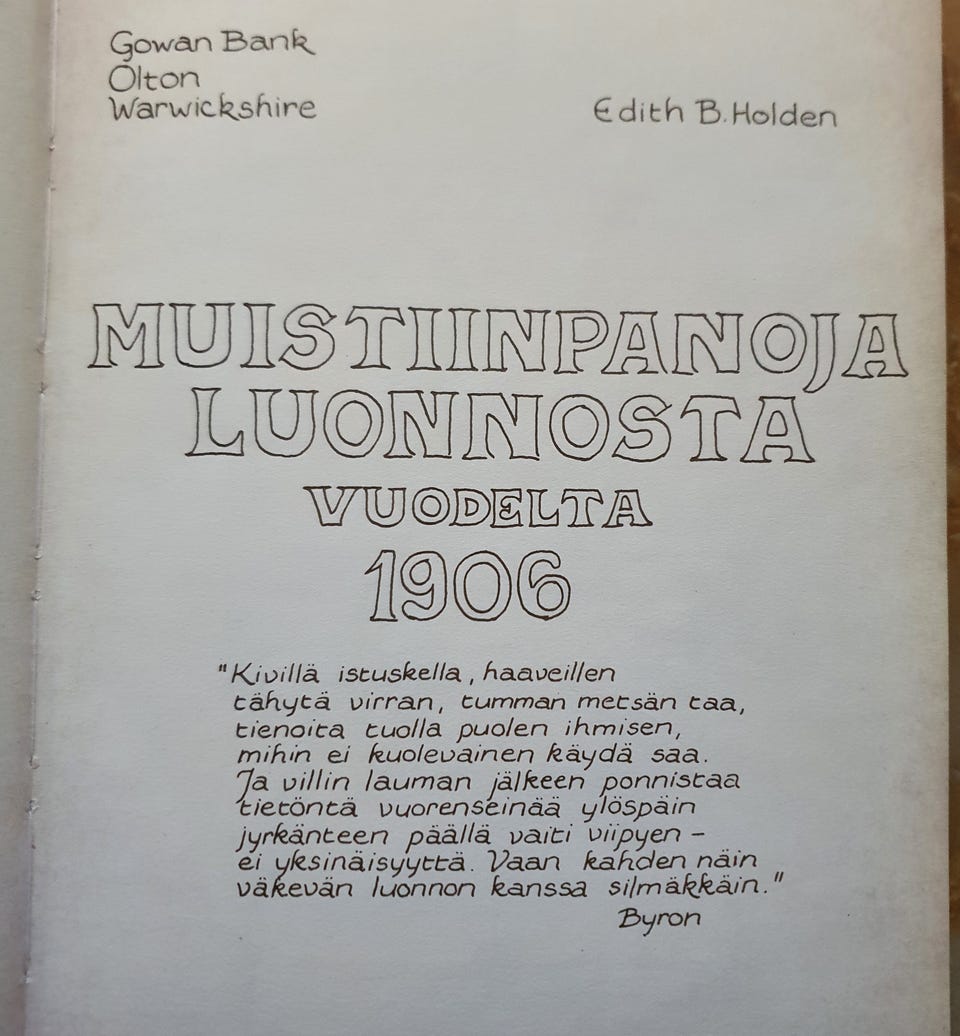 Gowan Bank
Olton
Warwickshire
Edith B. Holden
MUISTIINPANOJA
LUONNOSTA
VUODELTA
1906
"Kivillä istuskella, haaveillen
tähytä virran, tumman metsän taa,
tienoita tuolla puolen ihmisen,
mihin ei kuolevainen käydä saa.
Ja villin lauman jälkeen ponnistaa
tietöntä vuorenseinää ylöspäin
jyrkänteen päällä vaiti viipyen –
ei yksinäisyyttä. Vaan kahden näin
väkevän luonnon kanssa silmäkkäin."
Byron